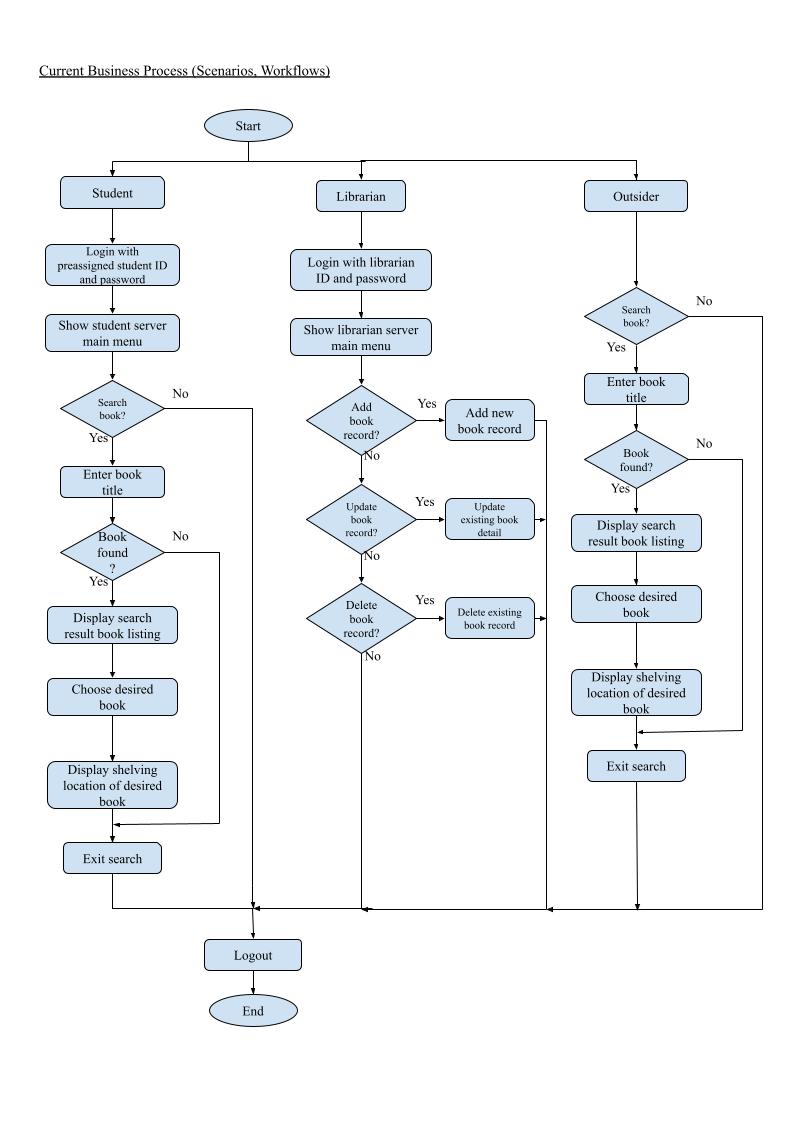 Current Business Process (Scenarios, Workflows)
Start
Student
Librarian
Outsider
Login with
preassigned student ID
and password
Show student server
main menu
Search
book?
No
Yes
Enter book
title
Book
found
?
No
Yes
Display search
result book listing
Choose desired
book
Display shelving
location of desired
book
Exit search
Login with librarian
ID and password
Show librarian server
main menu
Add
book
record?
Yes
Add new
book record
No
Update
book
record?
Yes
Update
existing book
detail
No
Delete
book
record?
Yes
Delete existing
book record
No
Search
book?
No
Yes
Enter book
title
Book
found?
No
Yes
Display search
result book listing
Choose desired
book
Display shelving
location of desired
book
Exit search
Logout
End